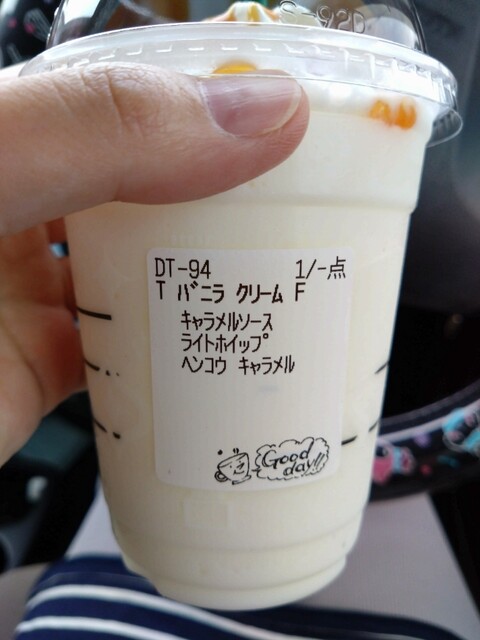 DT-94 1/-点
T バニラ クリーム F
キャラメルソース
ライトホイップ
ヘンコウ キャラメル
Good
day!!